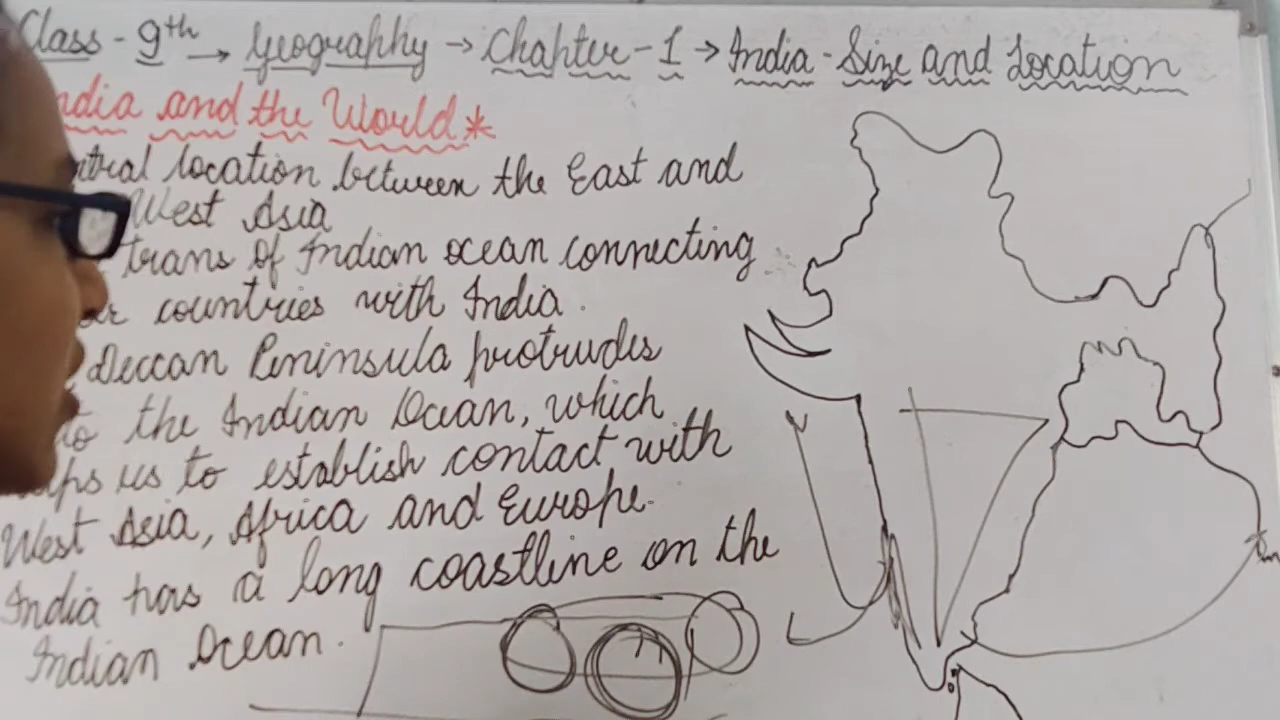 Class - 9th → Geography → Chapter - 1 → India - Size and Location
and the World *
location between the East and
West Asia
trans of Indian ocean connecting
countries with India.
Deccan Peninsula protrudes
the Indian Ocean, which
us to establish contact with
West Asia, Africa and Europe.
India has a long coastline on the
Indian Ocean.